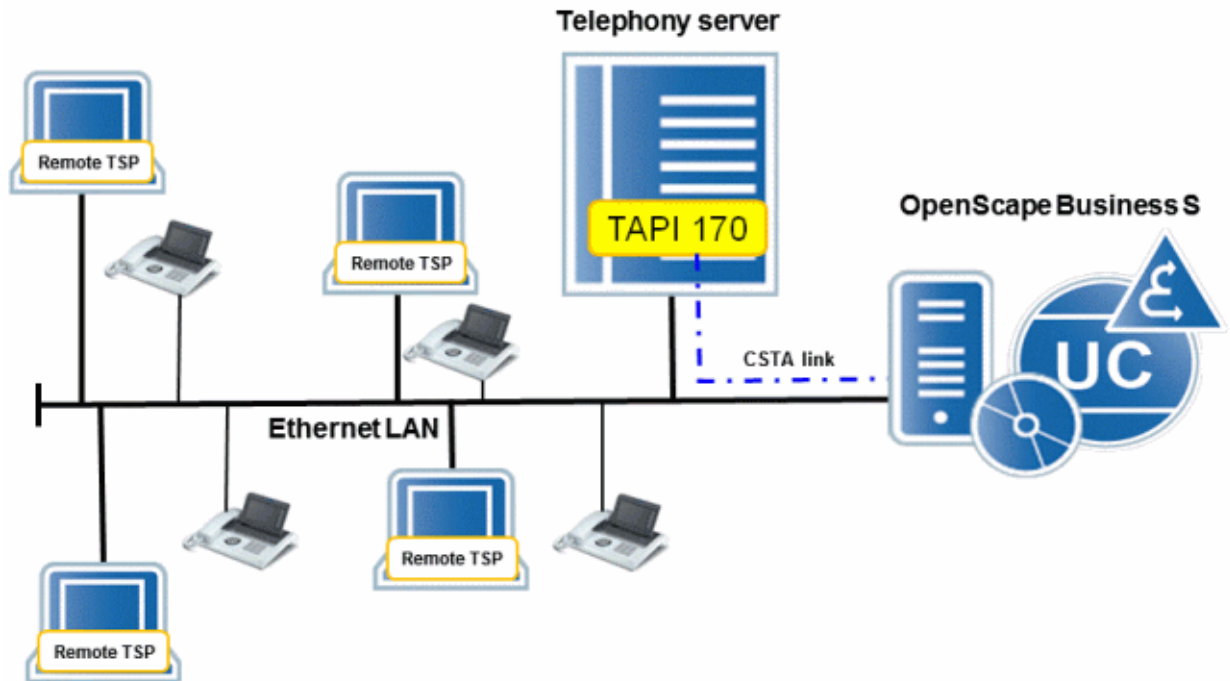 Telephony server
Remote TSP
TAPI 170
OpenScape Business S
Remote TSP
UC
CSTA link
Ethernet LAN
Remote TSP
Remote TSP